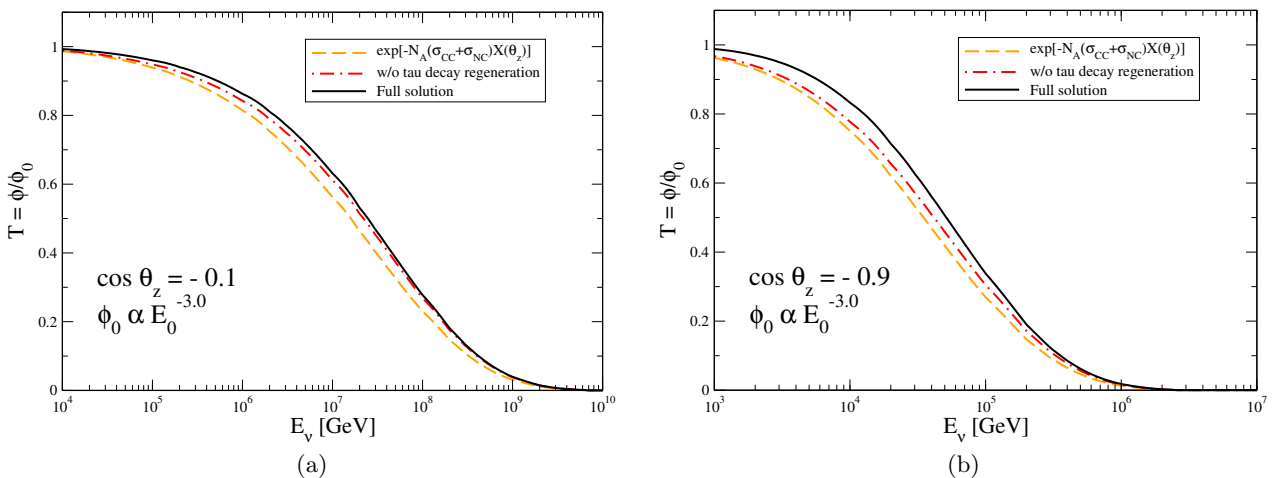 exp[-N_A(σ_CC+σ_NC)X(θ_z)]
w/o tau decay regeneration
Full solution
T = φ/φ_0
1
0.8
0.6
0.4
0.2
0
cos θ_z = - 0.1
φ_0 α E_0^-3.0
10^4 10^5 10^6 10^7 10^8 10^9 10^10
E_ν [GeV]
(a)
exp[-N_A(σ_CC+σ_NC)X(θ_z)]
w/o tau decay regeneration
Full solution
T = φ/φ_0
1
0.8
0.6
0.4
0.2
0
cos θ_z = - 0.9
φ_0 α E_0^-3.0
10^3 10^4 10^5 10^6 10^7
E_ν [GeV]
(b)